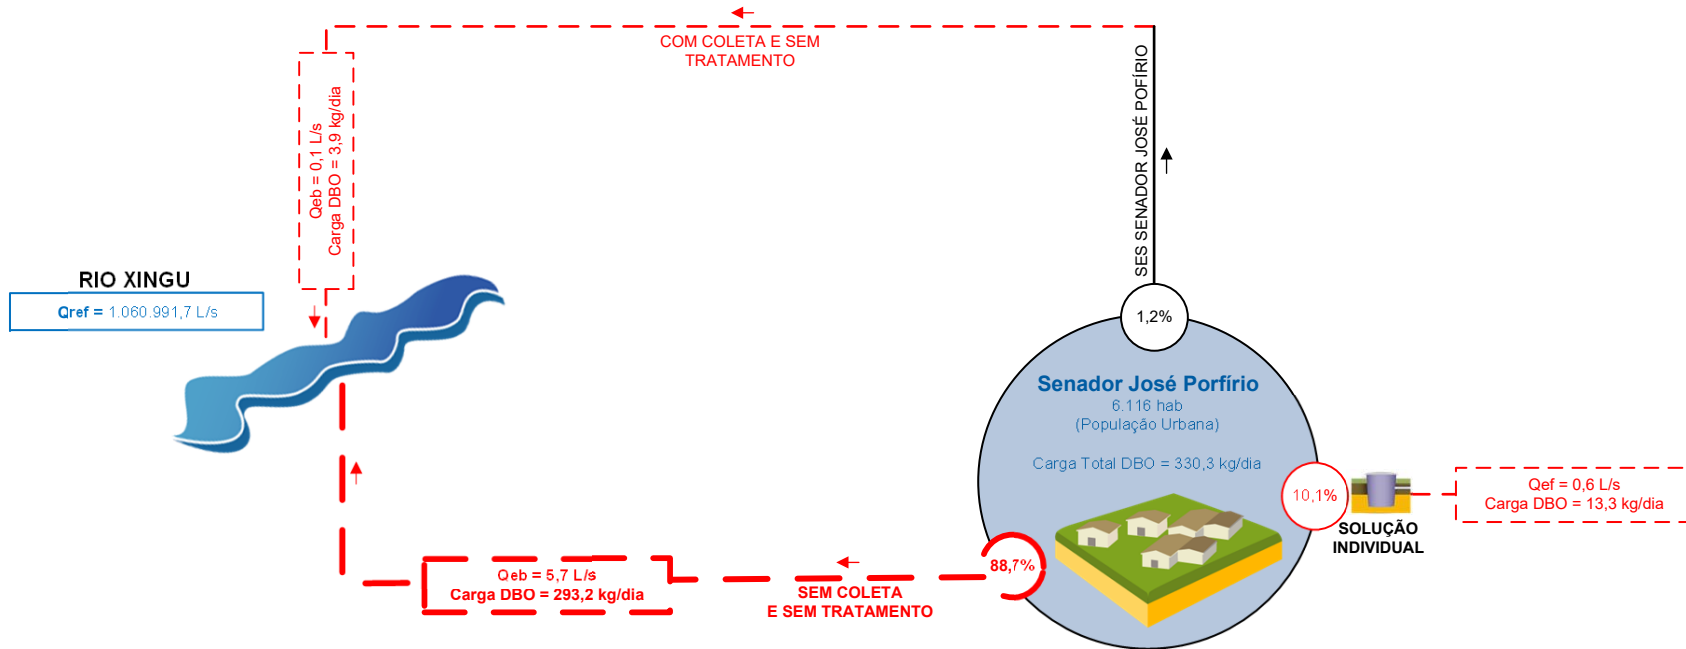 COM COLETA E SEM
TRATAMENTO
Qeb = 0,1 L/s
Carga DBO = 3,9 kg/dia
SES SENADOR JOSÉ POFÍRIO
RIO XINGU
Qref = 1.060.991,7 L/s
1,2%
Senador José Porfírio
6.116 hab
(População Urbana)
Carga Total DBO = 330,3 kg/dia
10,1%
SOLUÇÃO
INDIVIDUAL
Qef = 0,6 L/s
Carga DBO = 13,3 kg/dia
88,7%
Qeb = 5,7 L/s
Carga DBO = 293,2 kg/dia
SEM COLETA
E SEM TRATAMENTO